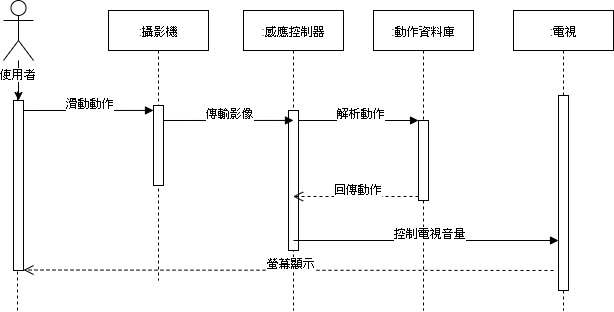 :攝影機
:感應控制器
:動作資料庫
:電視
使用者
滑動動作
傳輸影像
解析動作
回傳動作
控制電視音量
螢幕顯示